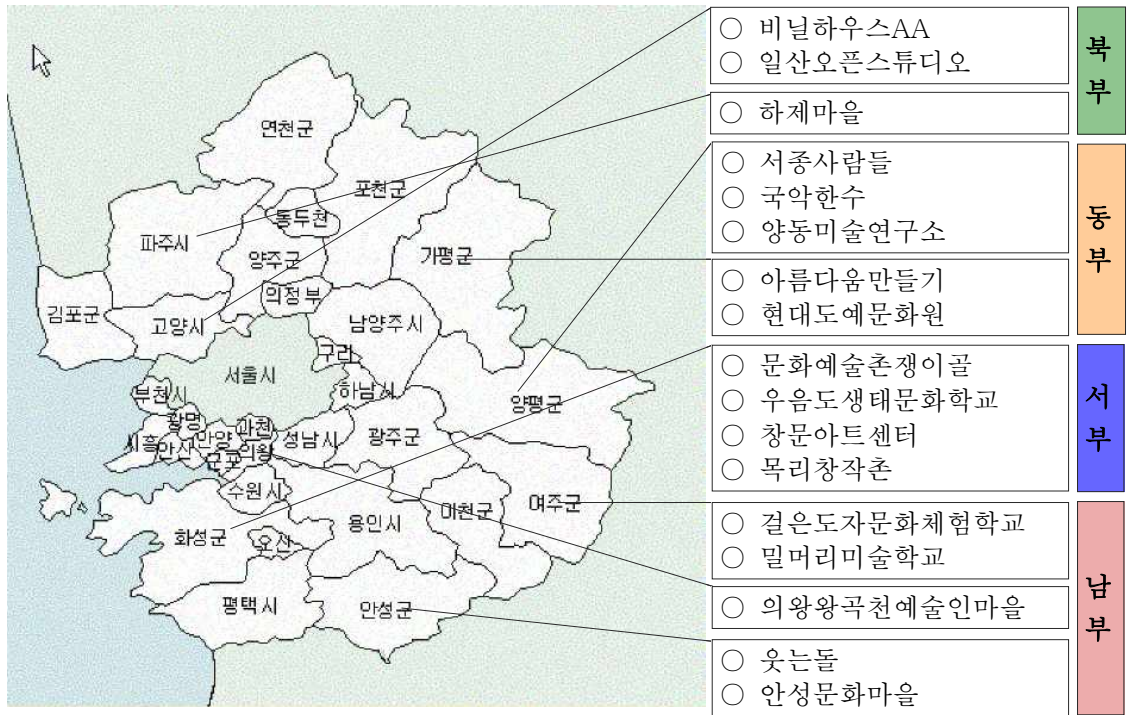 연천군
포천군
동두천
파주시
양주군
가평군
의정부
김포군
고양시
남양주시
구리
서울시
하남시
부천시
양평군
광명
과천
시흥
안산
안양
성남시
광주군
군포
의왕
수원시
이천군
여주군
화성군
오산
용인시
평택시
안성군
○ 비닐하우스AA
○ 일산오픈스튜디오
○ 하제마을
북부
○ 서종사람들
○ 국악한수
○ 양동미술연구소
○ 아름다움만들기
○ 현대도예문화원
동부
○ 문화예술촌쟁이골
○ 우음도생태문화학교
○ 창문아트센터
○ 목리창작촌
서부
○ 걸은도자문화체험학교
○ 밀머리미술학교
○ 의왕왕곡천예술인마을
○ 웃는돌
○ 안성문화마을
남부